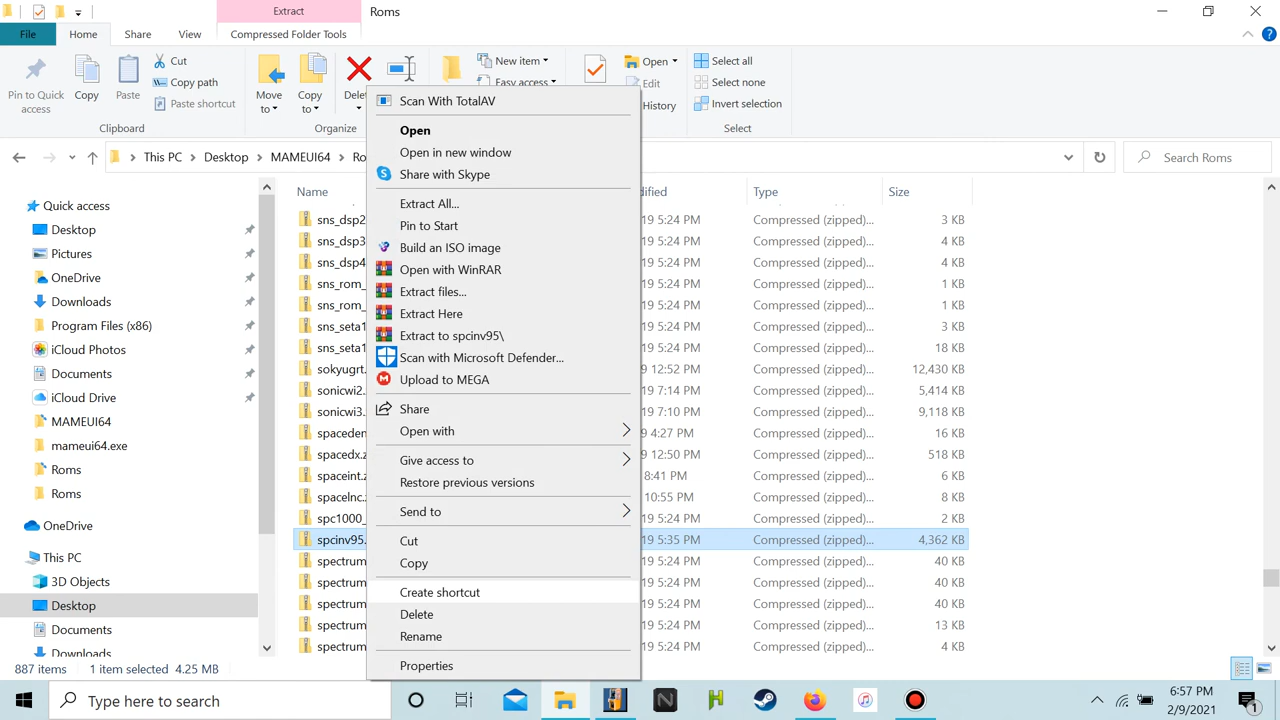 Extract
Roms
File
Home
Share
View
Compressed Folder Tools
Pin to Quick access
Copy
Paste
Cut
Copy path
Paste shortcut
Clipboard
Move to
Copy to
Delet
Organize
New item
Easy access
Open
Edit
History
Select all
Select none
Invert selection
Select
This PC
Desktop
MAMEUI64
Ro
Search Roms
Quick access
Desktop
Pictures
OneDrive
Downloads
Program Files (x86)
iCloud Photos
Documents
iCloud Drive
MAMEUI64
mameui64.exe
Roms
Roms
OneDrive
This PC
3D Objects
Desktop
Documents
Downloads
Name
dified
Type
Size
sns_dsp2 19 5:24 PM Compressed (zipped)... 3 KB
sns_dsp3 19 5:24 PM Compressed (zipped)... 4 KB
sns_dsp4 19 5:24 PM Compressed (zipped)... 4 KB
sns_rom_ 19 5:24 PM Compressed (zipped)... 1 KB
sns_rom_ 19 5:24 PM Compressed (zipped)... 1 KB
sns_seta1 19 5:24 PM Compressed (zipped)... 3 KB
sns_seta1 19 5:24 PM Compressed (zipped)... 18 KB
sokyugrt. 19 12:52 PM Compressed (zipped)... 12,430 KB
sonicwi2. 19 7:14 PM Compressed (zipped)... 5,414 KB
sonicwi3. 19 7:10 PM Compressed (zipped)... 9,118 KB
spaceden 9 4:27 PM Compressed (zipped)... 16 KB
spacedx.z 9 12:50 PM Compressed (zipped)... 518 KB
spaceint.z 8:41 PM Compressed (zipped)... 6 KB
spacelnc.z 10:55 PM Compressed (zipped)... 8 KB
spc1000_ 19 5:24 PM Compressed (zipped)... 2 KB
spcinv95. 19 5:35 PM Compressed (zipped)... 4,362 KB
spectrum 19 5:24 PM Compressed (zipped)... 40 KB
spectrum 19 5:24 PM Compressed (zipped)... 40 KB
spectrum 19 5:24 PM Compressed (zipped)... 40 KB
spectrum 19 5:24 PM Compressed (zipped)... 13 KB
spectrum 19 5:24 PM Compressed (zipped)... 4 KB
Scan With TotalAV
Open
Open in new window
Share with Skype
Extract All...
Pin to Start
Build an ISO image
Open with WinRAR
Extract files...
Extract Here
Extract to spcinv95\
Scan with Microsoft Defender...
Upload to MEGA
Share
Open with
Give access to
Restore previous versions
Send to
Cut
Copy
Create shortcut
Delete
Rename
Properties
887 items 1 item selected 4.25 MB
Type here to search
6:57 PM
2/9/2021
1